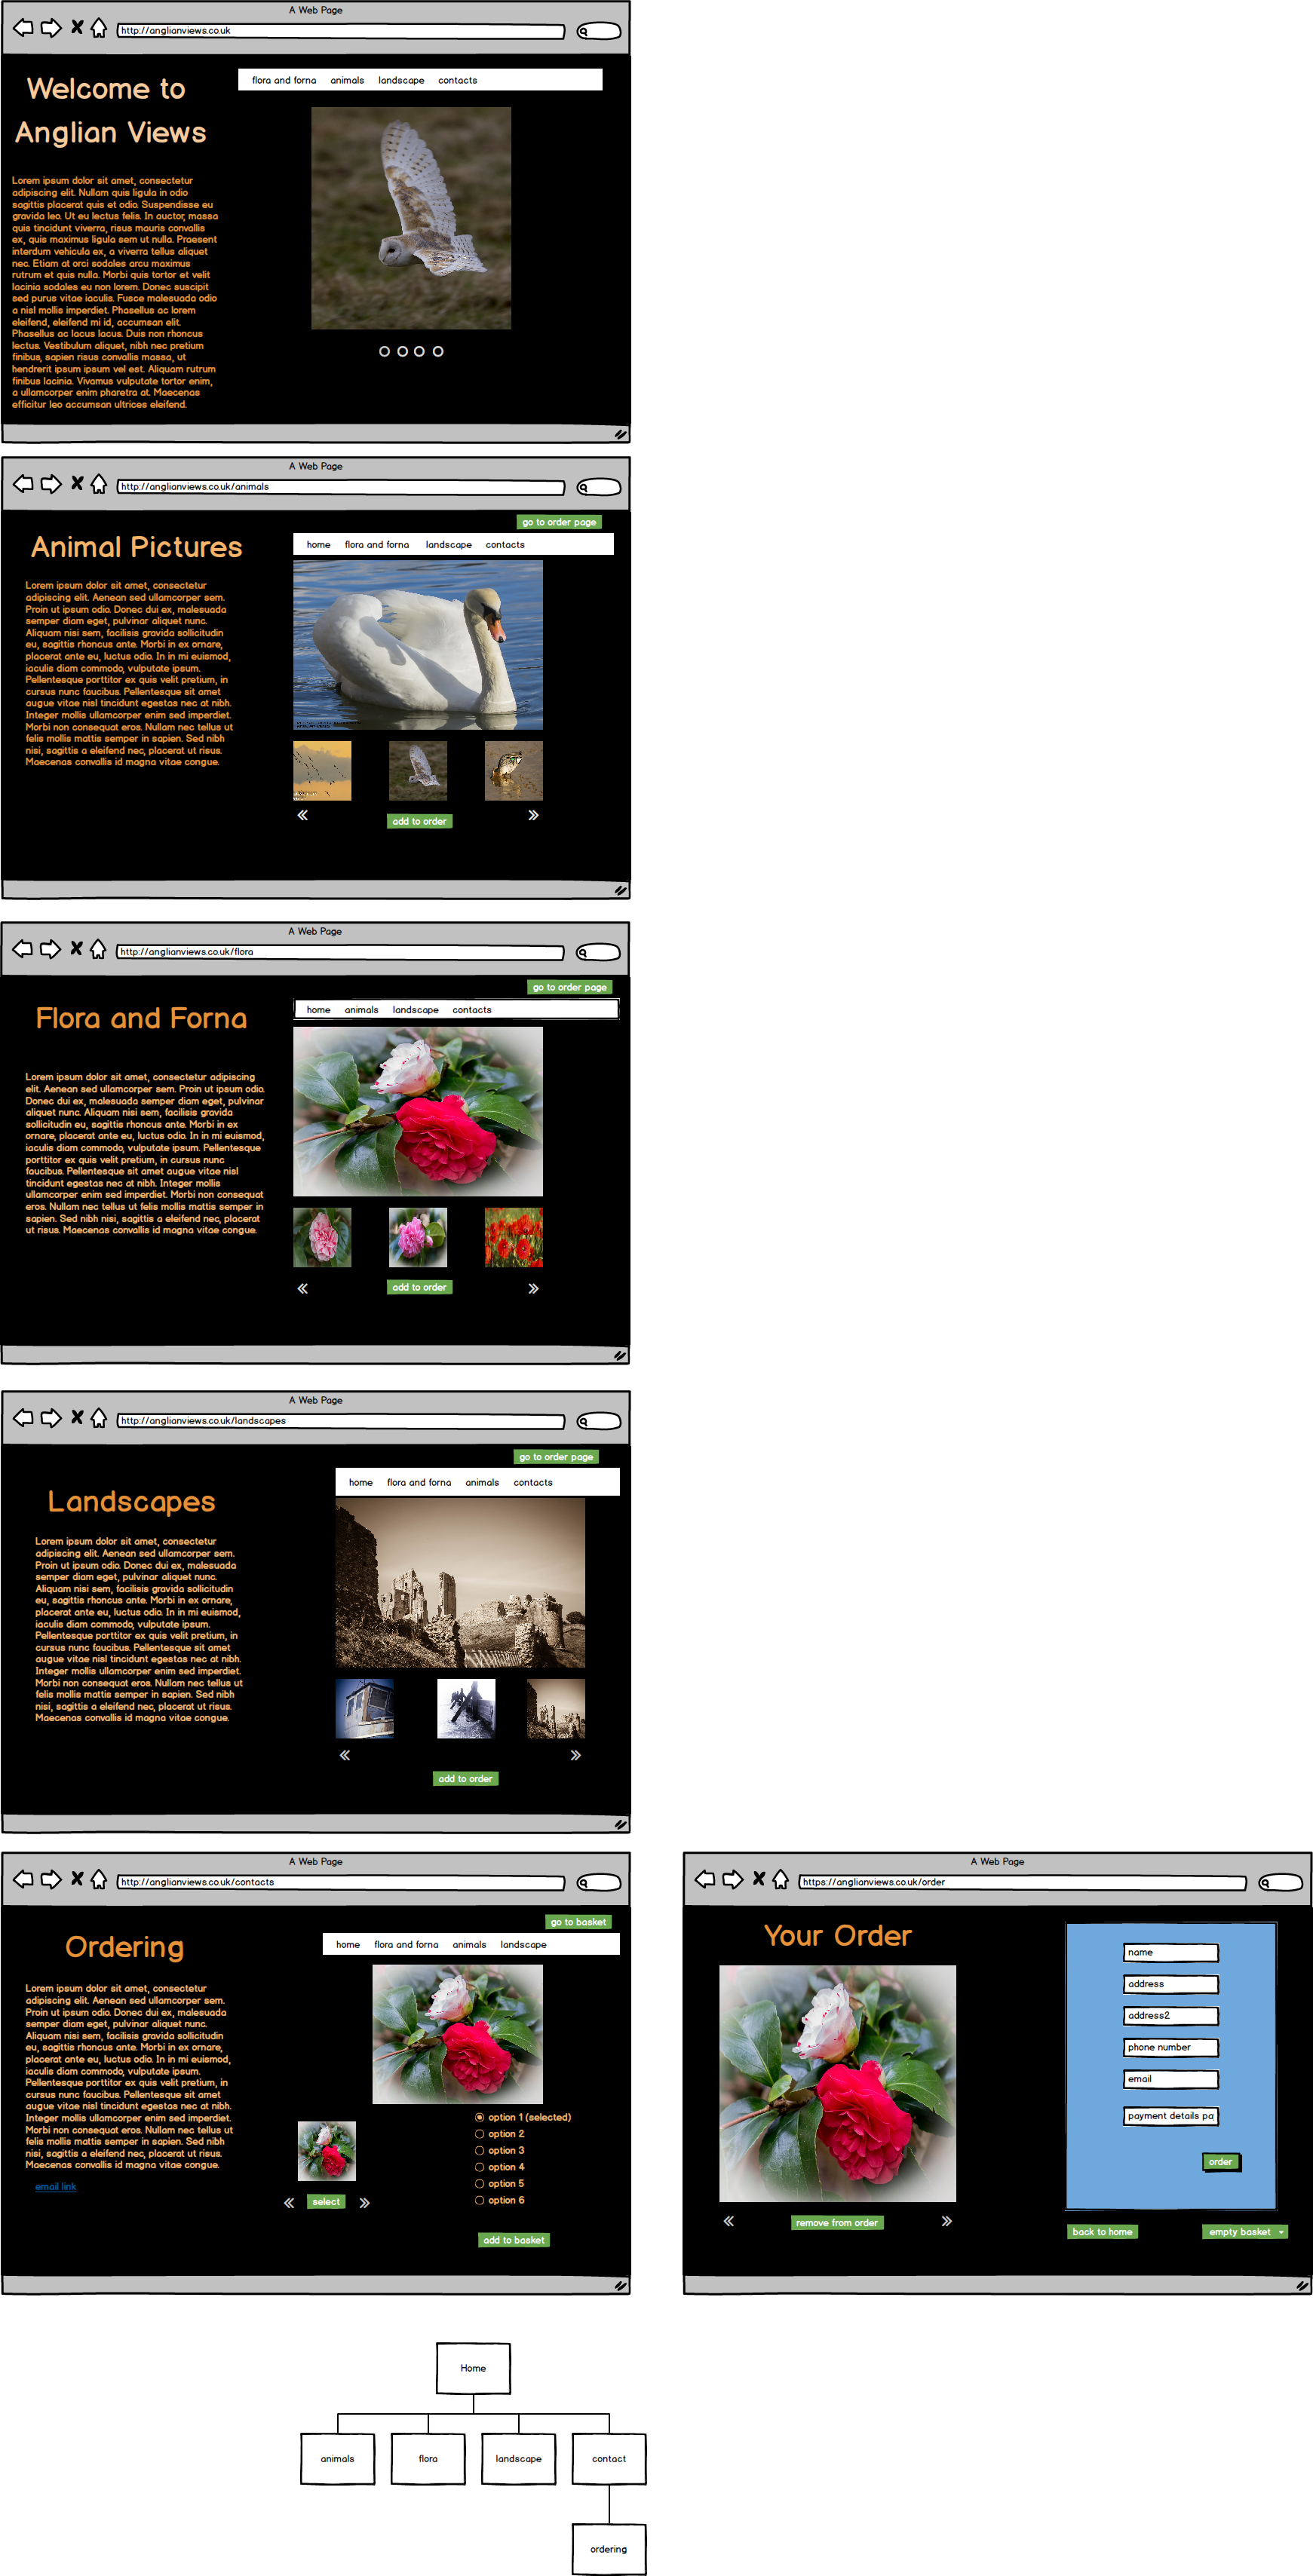 A Web Page
http://anglianviews.co.uk
Welcome to
Anglian Views
flora and forna animals landscape contacts
Lorem ipsum dolor sit amet, consectetur
adipiscing elit. Nullam quis ligula in odio
sagittis placerat quis et odio. Suspendisse eu
gravida leo. Ut eu lectus felis. In auctor, massa
quis tincidunt viverra, risus mauris convallis
ex, quis maximus ligula sem ut nulla. Praesent
interdum vehicula ex, a viverra tellus aliquet
nec. Etiam at orci sodales arcu maximus
rutrum et quis nulla. Morbi quis tortor et velit
lacinia sodales eu non lorem. Donec suscipit
sed purus vitae iaculis. Fusce malesuada odio
a nisl mollis imperdiet. Phasellus ac lorem
eleifend, eleifend mi id, accumsan elit.
Phasellus ac lacus lacus. Duis non rhoncus
lectus. Vestibulum aliquet, nibh nec pretium
finibus, sapien risus convallis massa, ut
hendrerit ipsum ipsum vel est. Aliquam rutrum
finibus lacinia. Vivamus vulputate tortor enim,
a ullamcorper enim pharetra at. Maecenas
efficitur leo accumsan ultrices eleifend.
A Web Page
http://anglianviews.co.uk/animals
go to order page
Animal Pictures
home flora and forna landscape contacts
Lorem ipsum dolor sit amet, consectetur
adipiscing elit. Aenean sed ullamcorper sem.
Proin ut ipsum odio. Donec dui ex, malesuada
semper diam eget, pulvinar aliquet nunc.
Aliquam nisi sem, facilisis gravida sollicitudin
eu, sagittis rhoncus ante. Morbi in ex ornare,
placerat ante eu, luctus odio. In in mi euismod,
iaculis diam commodo, vulputate ipsum.
Pellentesque porttitor ex quis velit pretium, in
cursus nunc faucibus. Pellentesque sit amet
augue vitae nisl tincidunt egestas nec at nibh.
Integer mollis ullamcorper enim sed imperdiet.
Morbi non consequat eros. Nullam nec tellus ut
felis mollis mattis semper in sapien. Sed nibh
nisi, sagittis a eleifend nec, placerat ut risus.
Maecenas convallis id magna vitae congue.
add to order
A Web Page
http://anglianviews.co.uk/flora
go to order page
Flora and Forna
home animals landscape contacts
Lorem ipsum dolor sit amet, consectetur adipiscing
elit. Aenean sed ullamcorper sem. Proin ut ipsum odio.
Donec dui ex, malesuada semper diam eget, pulvinar
aliquet nunc. Aliquam nisi sem, facilisis gravida
sollicitudin eu, sagittis rhoncus ante. Morbi in ex
ornare, placerat ante eu, luctus odio. In in mi euismod,
iaculis diam commodo, vulputate ipsum. Pellentesque
porttitor ex quis velit pretium, in cursus nunc
faucibus. Pellentesque sit amet augue vitae nisl
tincidunt egestas nec at nibh. Integer mollis
ullamcorper enim sed imperdiet. Morbi non consequat
eros. Nullam nec tellus ut felis mollis mattis semper in
sapien. Sed nibh nisi, sagittis a eleifend nec, placerat
ut risus. Maecenas convallis id magna vitae congue.
add to order
A Web Page
http://anglianviews.co.uk/landscapes
go to order page
home flora and forna animals contacts
Landscapes
Lorem ipsum dolor sit amet, consectetur
adipiscing elit. Aenean sed ullamcorper sem.
Proin ut ipsum odio. Donec dui ex, malesuada
semper diam eget, pulvinar aliquet nunc.
Aliquam nisi sem, facilisis gravida sollicitudin
eu, sagittis rhoncus ante. Morbi in ex ornare,
placerat ante eu, luctus odio. In in mi euismod,
iaculis diam commodo, vulputate ipsum.
Pellentesque porttitor ex quis velit pretium, in
cursus nunc faucibus. Pellentesque sit amet
augue vitae nisl tincidunt egestas nec at nibh.
Integer mollis ullamcorper enim sed imperdiet.
Morbi non consequat eros. Nullam nec tellus ut
felis mollis mattis semper in sapien. Sed nibh
nisi, sagittis a eleifend nec, placerat ut risus.
Maecenas convallis id magna vitae congue.
add to order
A Web Page
http://anglianviews.co.uk/contacts
go to basket
Ordering
home flora and forna animals landscape
Lorem ipsum dolor sit amet, consectetur
adipiscing elit. Aenean sed ullamcorper sem.
Proin ut ipsum odio. Donec dui ex, malesuada
semper diam eget, pulvinar aliquet nunc.
Aliquam nisi sem, facilisis gravida sollicitudin
eu, sagittis rhoncus ante. Morbi in ex ornare,
placerat ante eu, luctus odio. In in mi euismod,
iaculis diam commodo, vulputate ipsum.
Pellentesque porttitor ex quis velit pretium, in
cursus nunc faucibus. Pellentesque sit amet
augue vitae nisl tincidunt egestas nec at nibh.
Integer mollis ullamcorper enim sed imperdiet.
Morbi non consequat eros. Nullam nec tellus ut
felis mollis mattis semper in sapien. Sed nibh
nisi, sagittis a eleifend nec, placerat ut risus.
Maecenas convallis id magna vitae congue.
email link
select
option 1 (selected)
option 2
option 3
option 4
option 5
option 6
add to basket
A Web Page
https://anglianviews.co.uk/order
Your Order
remove from order
name
address
address2
phone number
email
payment details pa
order
back to home
empty basket
Home
animals flora landscape contact
ordering